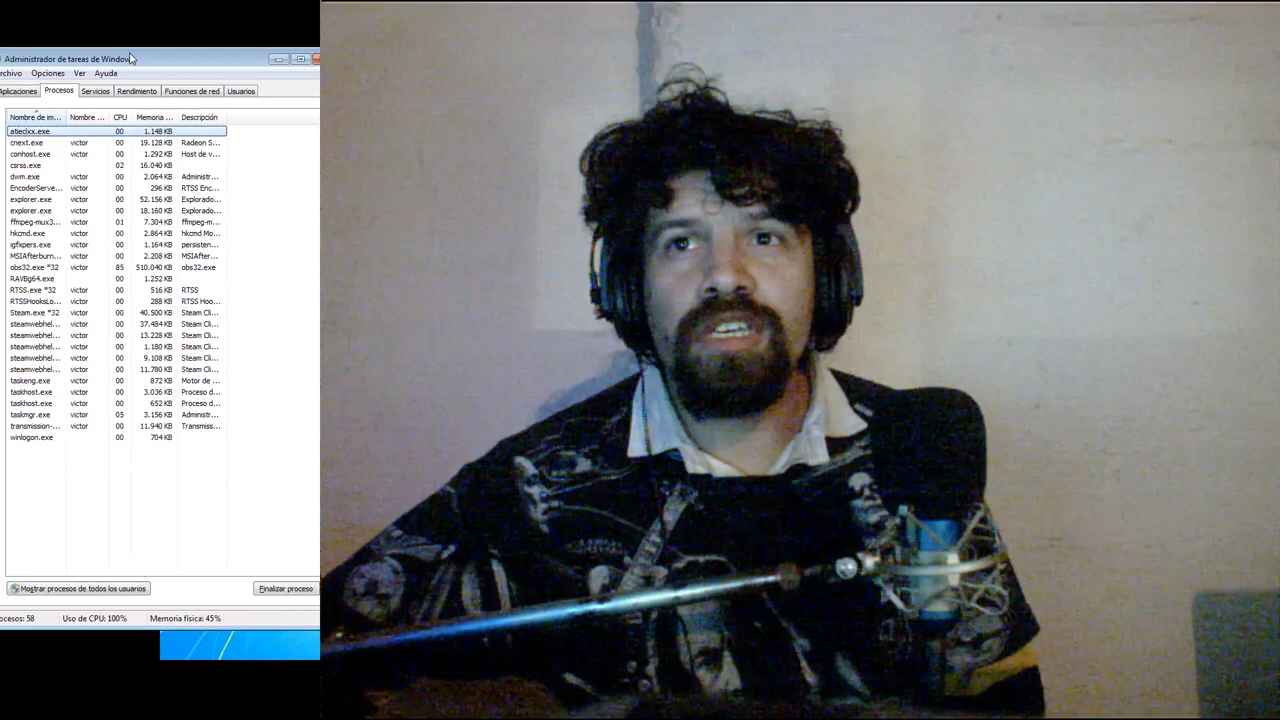 Administrador de tareas de Window
rchivo Opciones Ver Ayuda
Aplicaciones Procesos Servicios Rendimiento Funciones de red Usuarios
Nombre de im... Nombre ... CPU Memoria ... Descripción
atieclxx.exe 00 1.148 KB
cnext.exe victor 00 19.128 KB Radeon S...
conhost.exe victor 00 1.292 KB Host de v...
csrss.exe 02 16.040 KB
dwm.exe victor 00 2.064 KB Administr...
EncoderServe... victor 00 296 KB RTSS Enc...
explorer.exe victor 00 52.156 KB Explorado...
explorer.exe victor 00 18.160 KB Explorado...
ffmpeg-mux3... victor 01 7.304 KB ffmpeg-m...
hkcmd.exe victor 00 2.864 KB hkcmd Mo...
igfxpers.exe victor 00 1.164 KB persisten...
MSIAfterburn... victor 00 2.208 KB MSIAfter...
obs32.exe *32 victor 85 510.040 KB obs32.exe
RAVBg64.exe 00 1.252 KB
RTSS.exe *32 victor 00 516 KB RTSS
RTSSHooksLo... victor 00 288 KB RTSS Hoo...
Steam.exe *32 victor 00 40.500 KB Steam Cli...
steamwebhel... victor 00 37.484 KB Steam Cli...
steamwebhel... victor 00 13.228 KB Steam Cli...
steamwebhel... victor 00 1.180 KB Steam Cli...
steamwebhel... victor 00 9.108 KB Steam Cli...
steamwebhel... victor 00 11.780 KB Steam Cli...
taskeng.exe victor 00 872 KB Motor de ...
taskhost.exe victor 00 3.036 KB Proceso d...
taskhost.exe victor 00 652 KB Proceso d...
taskmgr.exe victor 05 3.156 KB Administr...
transmission-... victor 00 11.940 KB Transmiss...
winlogon.exe 00 704 KB
Mostrar procesos de todos los usuarios Finalizar proceso
ocesos: 58 Uso de CPU: 100% Memoria física: 45%